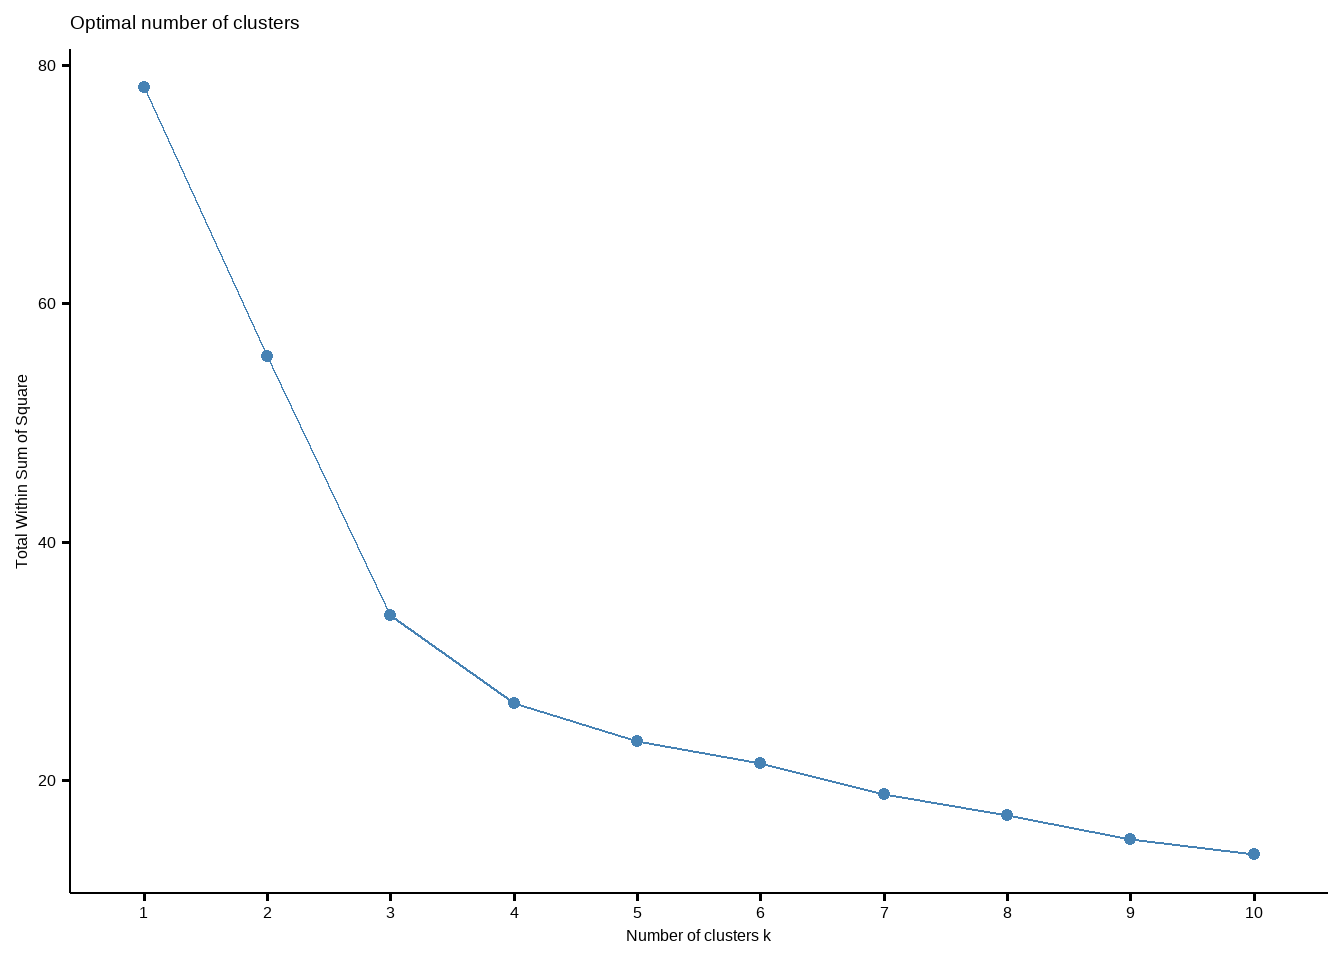 Optimal number of clusters
80
60
40
20
Total Within Sum of Square
1 2 3 4 5 6 7 8 9 10
Number of clusters k